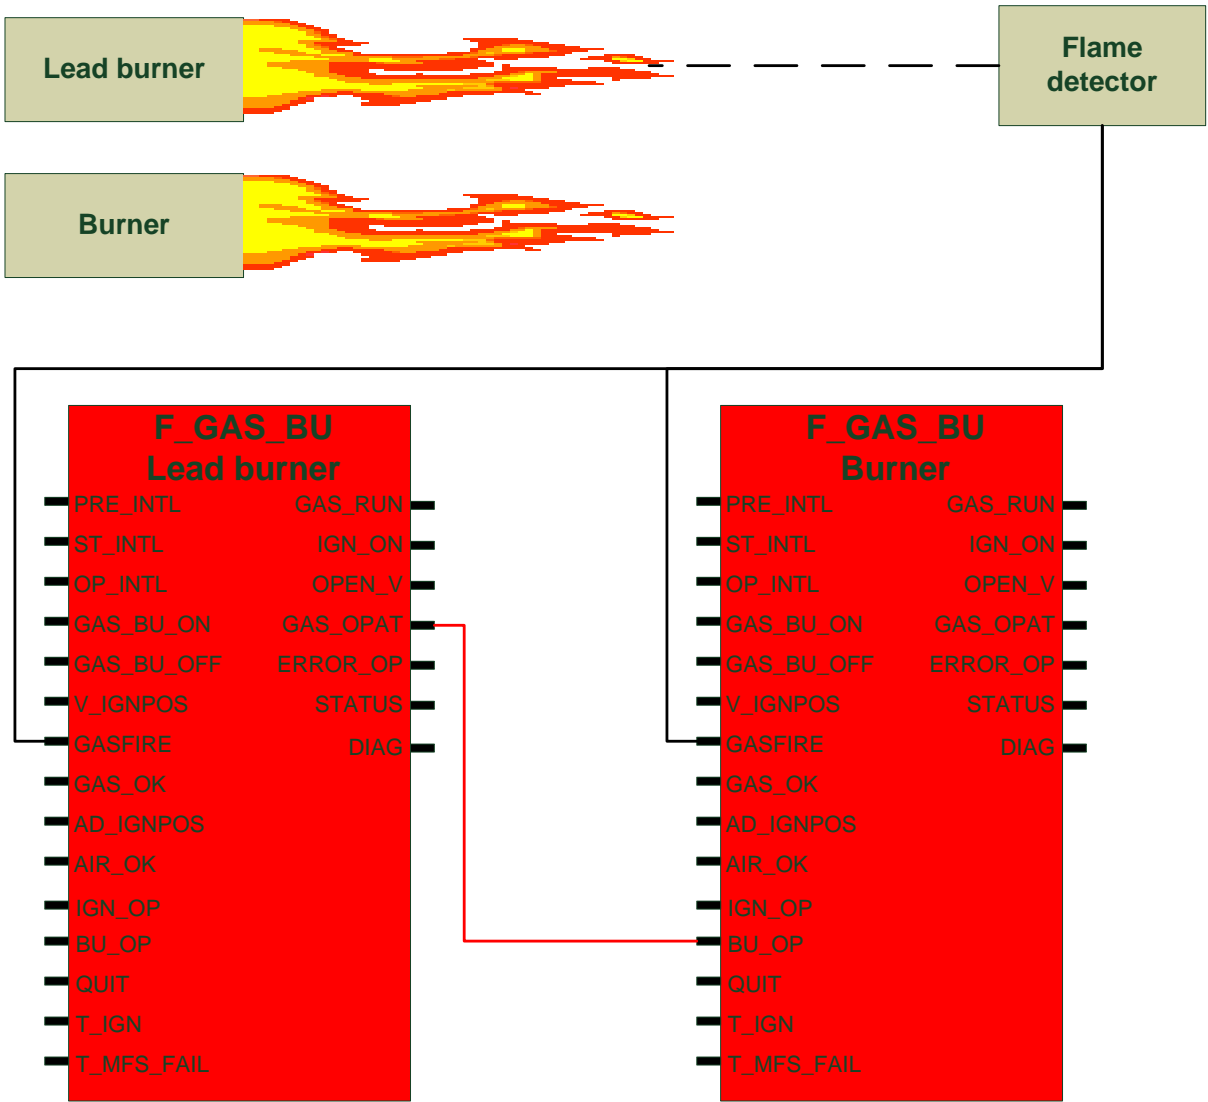 Lead burner
Flame
detector
Burner
F_GAS_BU
Lead burner
PRE_INTL GAS_RUN
ST_INTL IGN_ON
OP_INTL OPEN_V
GAS_BU_ON GAS_OPAT
GAS_BU_OFF ERROR_OP
V_IGNPOS STATUS
GASFIRE DIAG
GAS_OK
AD_IGNPOS
AIR_OK
IGN_OP
BU_OP
QUIT
T_IGN
T_MFS_FAIL
F_GAS_BU
Burner
PRE_INTL GAS_RUN
ST_INTL IGN_ON
OP_INTL OPEN_V
GAS_BU_ON GAS_OPAT
GAS_BU_OFF ERROR_OP
V_IGNPOS STATUS
GASFIRE DIAG
GAS_OK
AD_IGNPOS
AIR_OK
IGN_OP
BU_OP
QUIT
T_IGN
T_MFS_FAIL